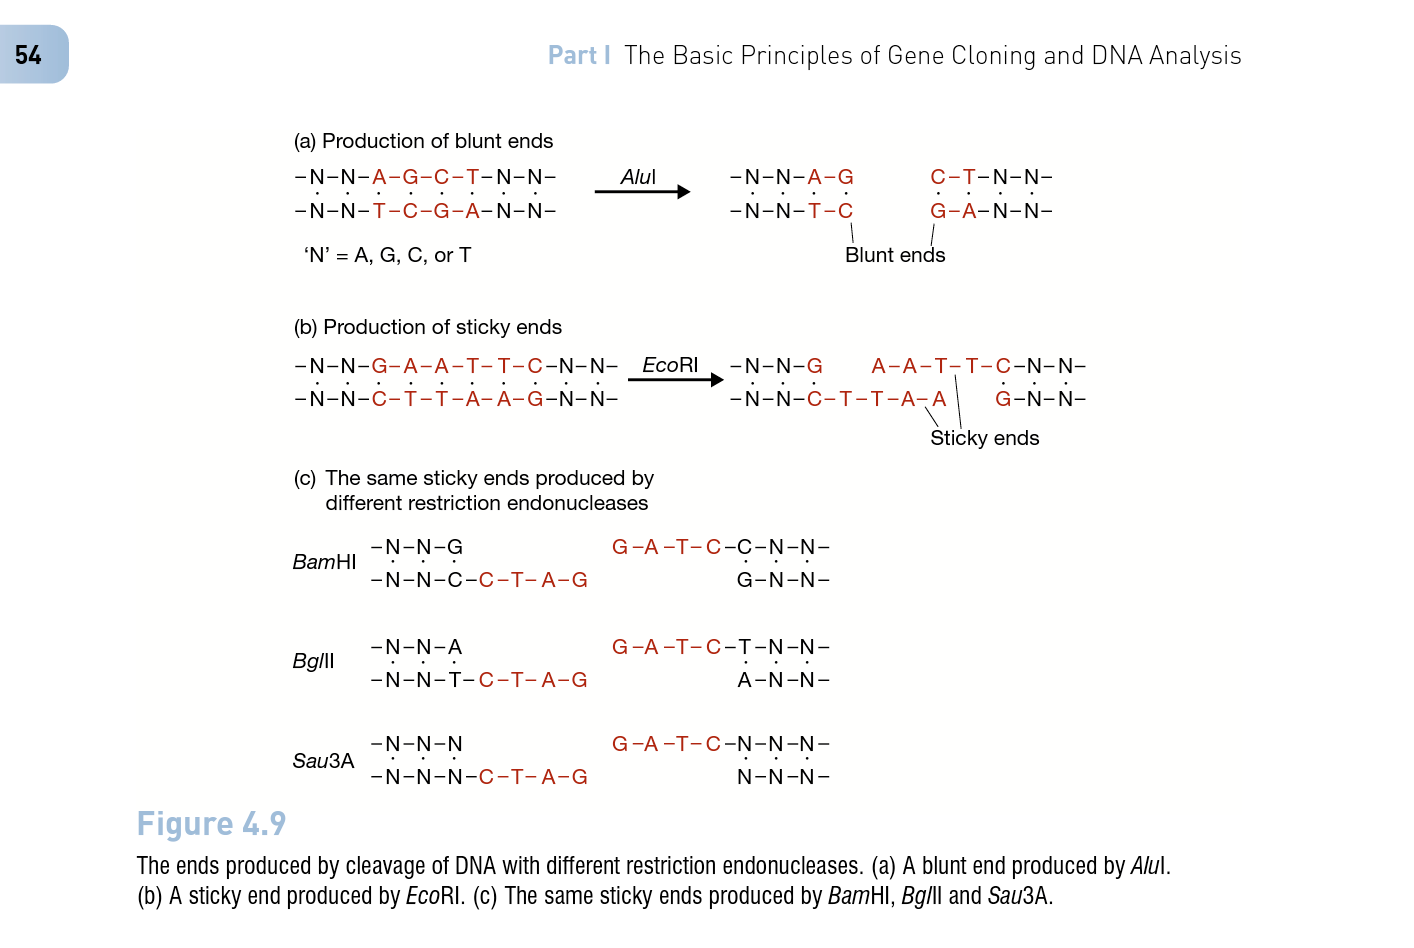 54
Part I The Basic Principles of Gene Cloning and DNA Analysis
(a) Production of blunt ends
–N–N–A–G–C–T–N–N– AluI –N–N–A–G C–T–N–N–
–N–N–T–C–G–A–N–N– –N–N–T–C G–A–N–N–
‘N’ = A, G, C, or T Blunt ends
(b) Production of sticky ends
–N–N–G–A–A–T–T–C–N–N– EcoRI –N–N–G A–A–T–T–C–N–N–
–N–N–C–T–T–A–A–G–N–N– –N–N–C–T–T–A–A G–N–N–
Sticky ends
(c) The same sticky ends produced by
different restriction endonucleases
BamHI –N–N–G G–A–T–C–C–N–N–
–N–N–C–C–T–A–G G–N–N–
BglII –N–N–A G–A–T–C–T–N–N–
–N–N–T–C–T–A–G A–N–N–
Sau3A –N–N–N G–A–T–C–N–N–N–
–N–N–N–C–T–A–G N–N–N–
Figure 4.9
The ends produced by cleavage of DNA with different restriction endonucleases. (a) A blunt end produced by AluI.
(b) A sticky end produced by EcoRI. (c) The same sticky ends produced by BamHI, BglII and Sau3A.